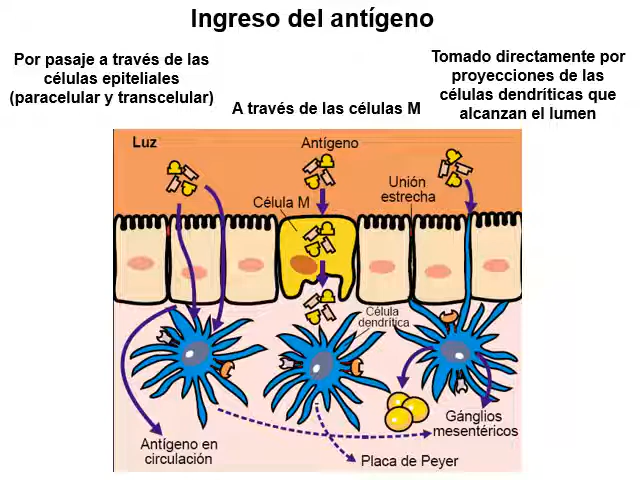 Ingreso del antígeno
Por pasaje a través de las
células epiteliales
(paracelular y transcelular)
A través de las células M
Tomado directamente por
proyecciones de las
células dendríticas que
alcanzan el lumen
Luz
Antígeno
Célula M
Unión
estrecha
Célula
dendrítica
Gánglios
mesentéricos
Antígeno en
circulación
Placa de Peyer